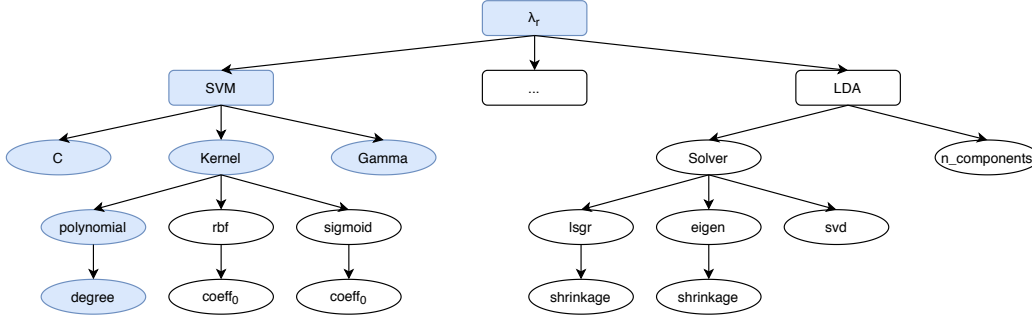 λr
SVM
...
LDA
C
Kernel
Gamma
Solver
n_components
polynomial
rbf
sigmoid
lsgr
eigen
svd
degree
coeff0
coeff0
shrinkage
shrinkage